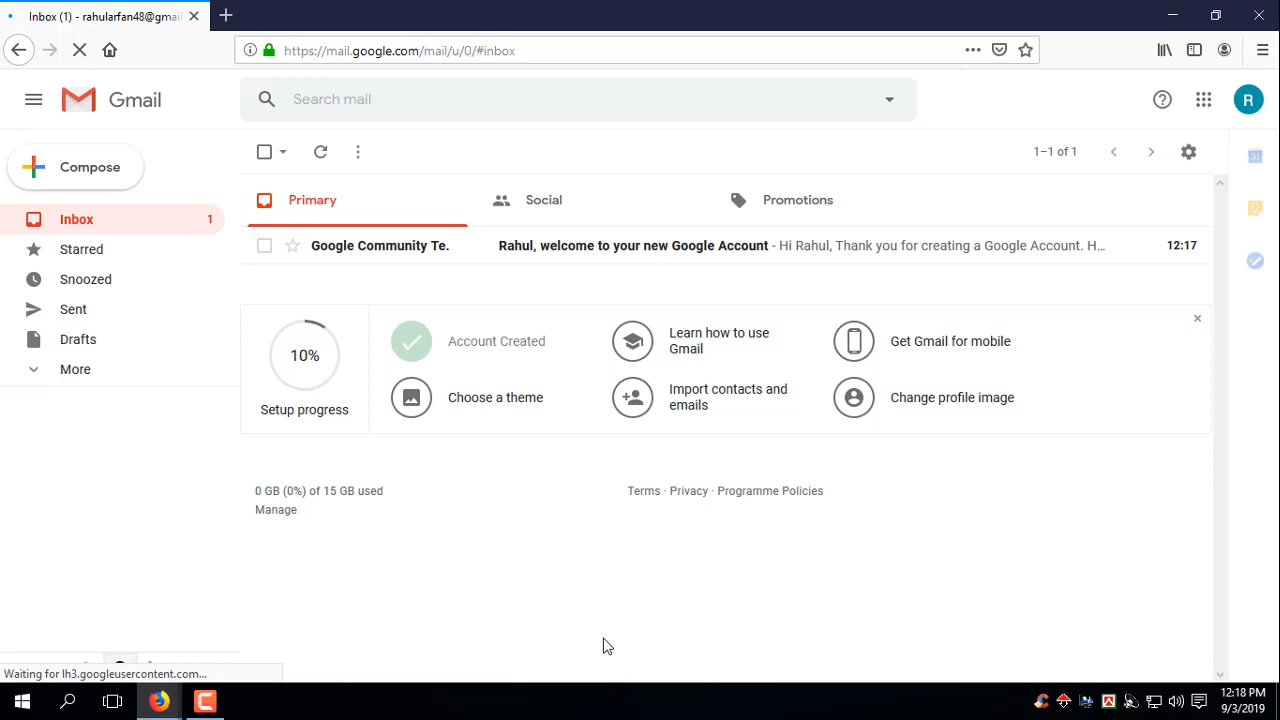 Inbox (1) - rahularfan48@gmai
https://mail.google.com/mail/u/0/#inbox
Gmail
Search mail
R
Compose
1–1 of 1
31
Inbox 1
Primary
Social
Promotions
Starred
Google Community Te. Rahul, welcome to your new Google Account - Hi Rahul, Thank you for creating a Google Account. H… 12:17
Snoozed
Sent
Drafts
More
10%
Setup progress
Account Created
Learn how to use
Gmail
Get Gmail for mobile
Choose a theme
Import contacts and
emails
Change profile image
0 GB (0%) of 15 GB used
Manage
Terms · Privacy · Programme Policies
Waiting for lh3.googleusercontent.com...
12:18 PM
9/3/2019